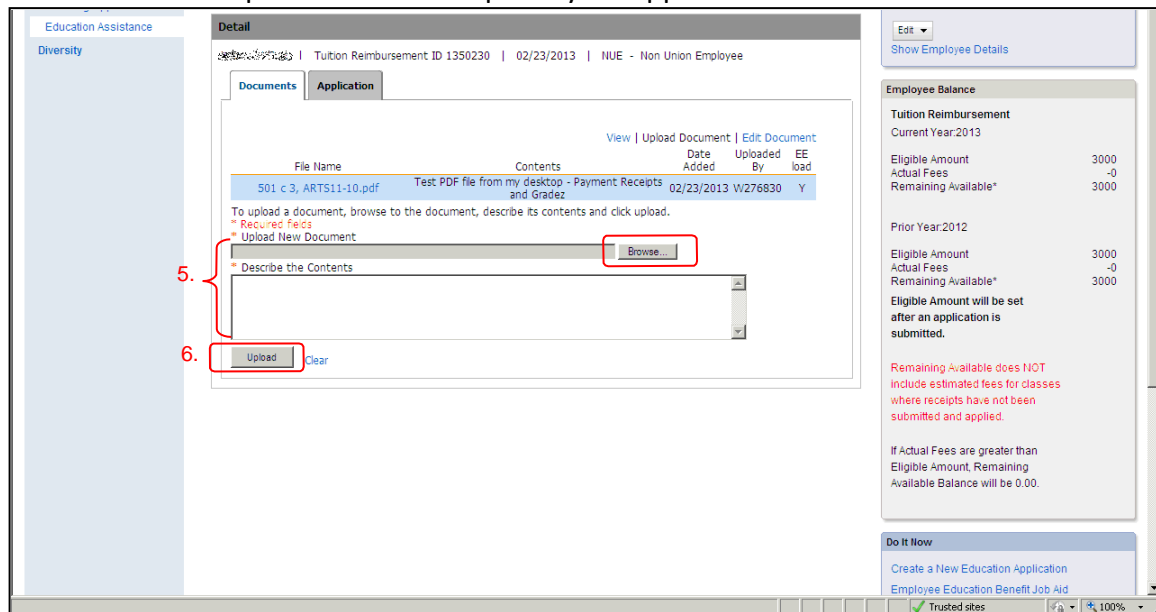 Education Assistance
Diversity
Detail
| Tuition Reimbursement ID 1350230 | 02/23/2013 | NUE - Non Union Employee
Documents Application
View | Upload Document | Edit Document
File Name Contents Date Added Uploaded By EE load
501 c 3, ARTS11-10.pdf Test PDF file from my desktop - Payment Receipts and Gradez 02/23/2013 W276830 Y
To upload a document, browse to the document, describe its contents and click upload.
* Required fields
* Upload New Document
Browse...
* Describe the Contents
5.
6.
Upload Clear
Edit
Show Employee Details
Employee Balance
Tuition Reimbursement
Current Year:2013
Eligible Amount 3000
Actual Fees -0
Remaining Available* 3000
Prior Year:2012
Eligible Amount 3000
Actual Fees -0
Remaining Available* 3000
Eligible Amount will be set
after an application is
submitted.
Remaining Available does NOT
include estimated fees for classes
where receipts have not been
submitted and applied.
If Actual Fees are greater than
Eligible Amount, Remaining
Available Balance will be 0.00.
Do It Now
Create a New Education Application
Employee Education Benefit Job Aid
Trusted sites 100%